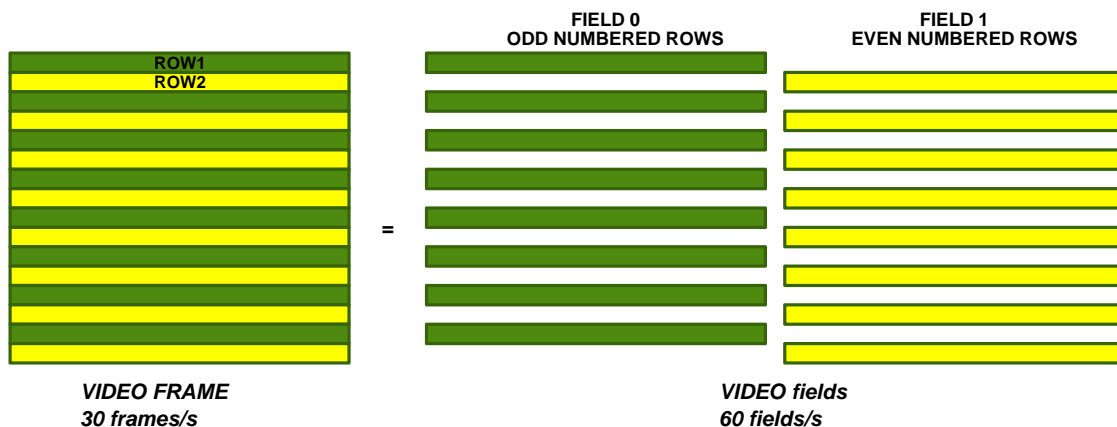 FIELD 0
ODD NUMBERED ROWS
FIELD 1
EVEN NUMBERED ROWS
ROW1
ROW2
=
VIDEO FRAME
30 frames/s
VIDEO fields
60 fields/s